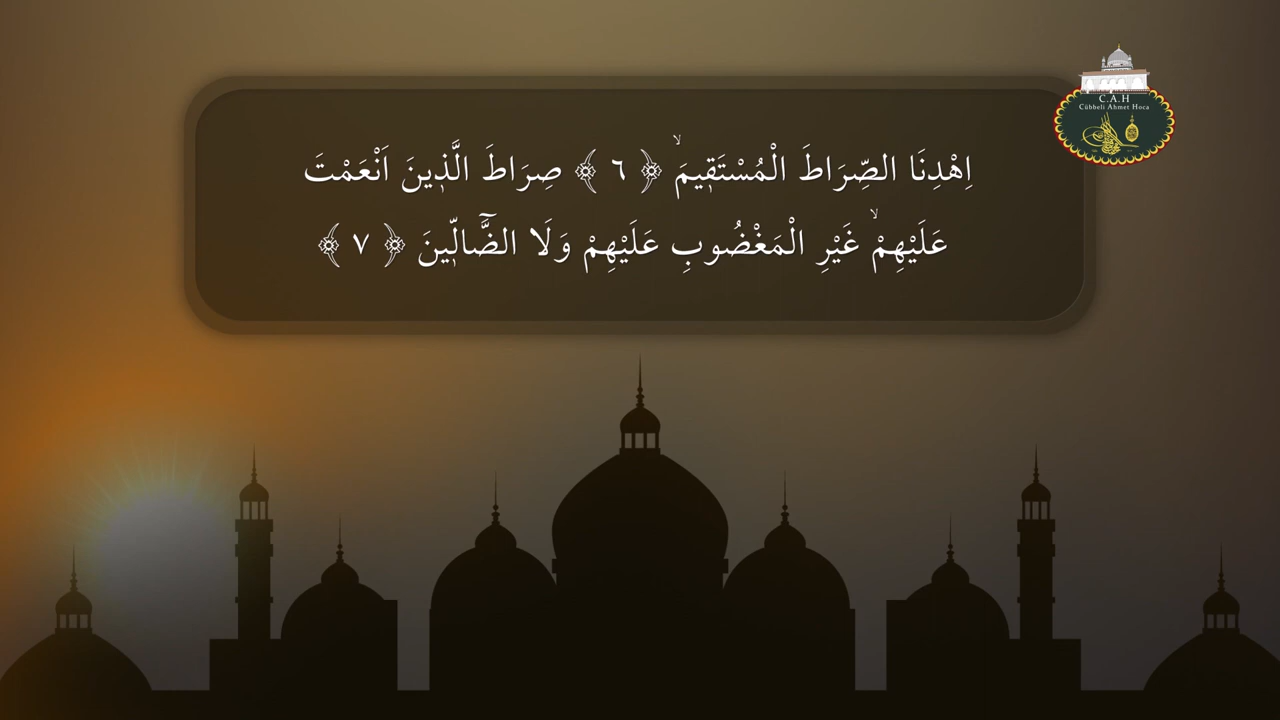 C.A.H
Cübbeli Ahmet Hoca
اِهْدِنَا الصِّرَاطَ الْمُسْتَق۪يمَۙ ﴿٦﴾ صِرَاطَ الَّذ۪ينَ اَنْعَمْتَ
عَلَيْهِمْۙ غَيْرِ الْمَغْضُوبِ عَلَيْهِمْ وَلَا الضَّٓالّ۪ينَ ﴿٧﴾